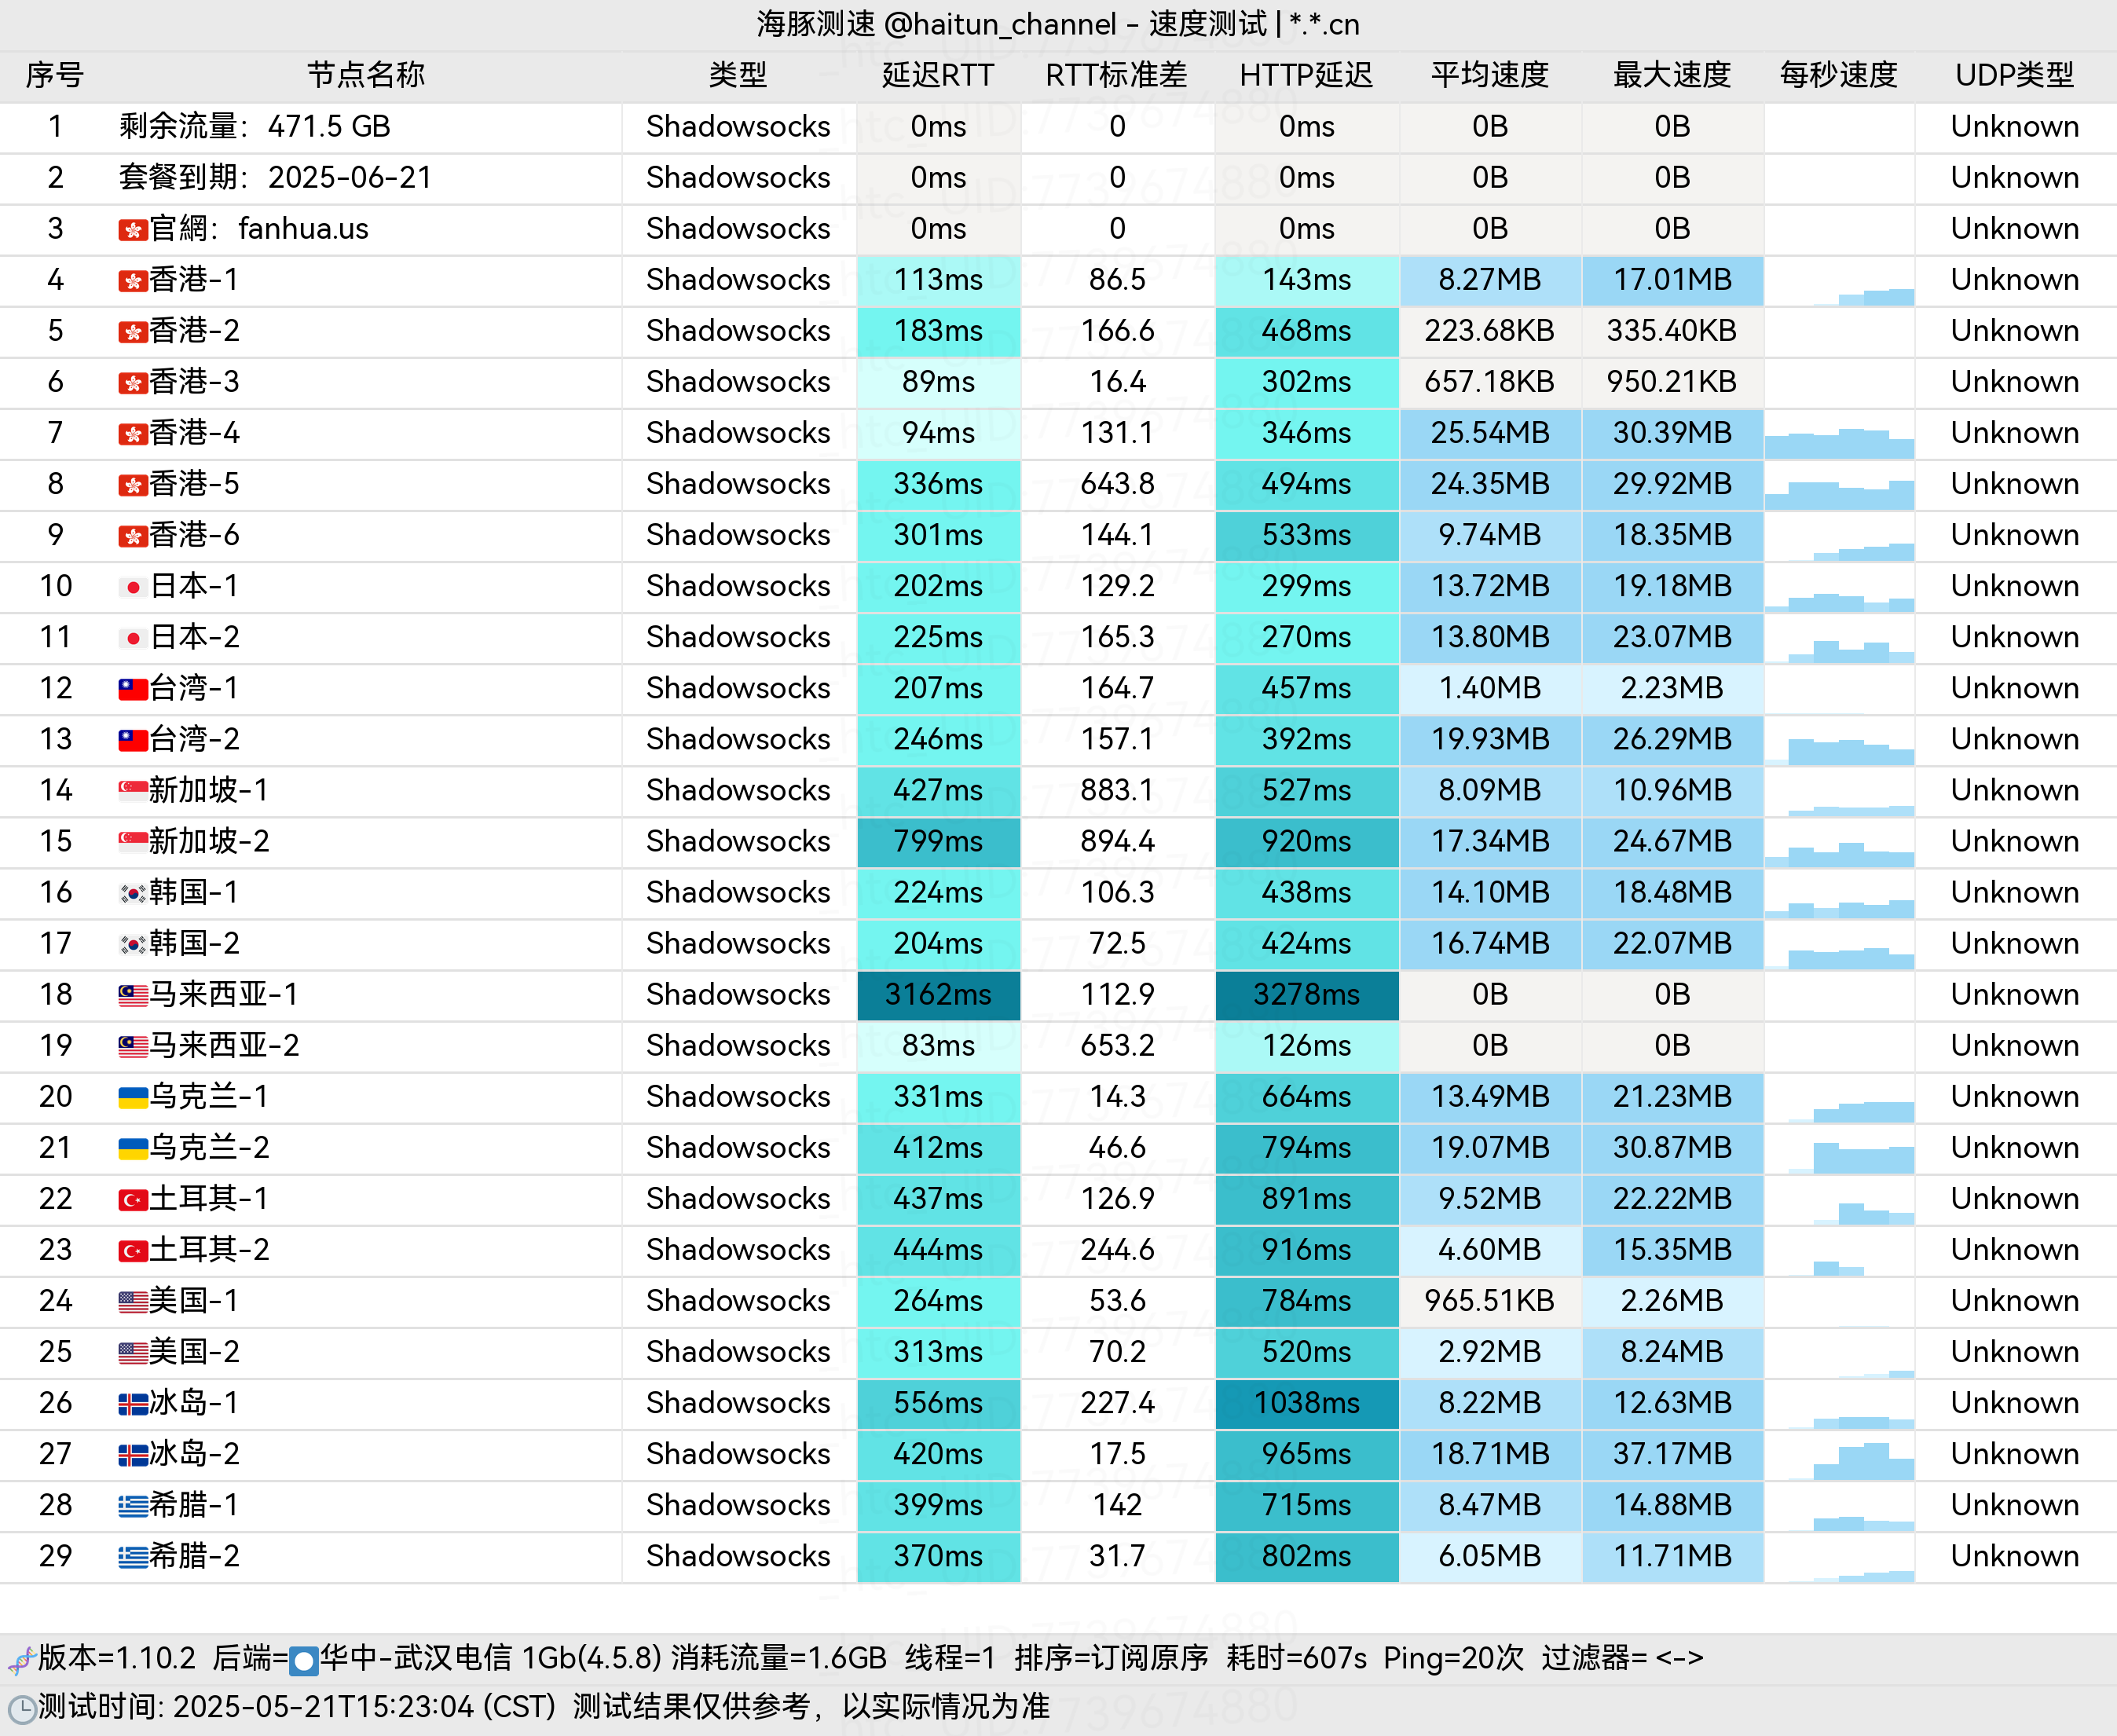 海豚测速 @haitun_channel - 速度测试 | *.*.cn
序号 节点名称 类型 延迟RTT RTT标准差 HTTP延迟 平均速度 最大速度 每秒速度 UDP类型
1 剩余流量：471.5 GB Shadowsocks 0ms 0 0ms 0B 0B Unknown
2 套餐到期：2025-06-21 Shadowsocks 0ms 0 0ms 0B 0B Unknown
3 官網：fanhua.us Shadowsocks 0ms 0 0ms 0B 0B Unknown
4 香港-1 Shadowsocks 113ms 86.5 143ms 8.27MB 17.01MB Unknown
5 香港-2 Shadowsocks 183ms 166.6 468ms 223.68KB 335.40KB Unknown
6 香港-3 Shadowsocks 89ms 16.4 302ms 657.18KB 950.21KB Unknown
7 香港-4 Shadowsocks 94ms 131.1 346ms 25.54MB 30.39MB Unknown
8 香港-5 Shadowsocks 336ms 643.8 494ms 24.35MB 29.92MB Unknown
9 香港-6 Shadowsocks 301ms 144.1 533ms 9.74MB 18.35MB Unknown
10 日本-1 Shadowsocks 202ms 129.2 299ms 13.72MB 19.18MB Unknown
11 日本-2 Shadowsocks 225ms 165.3 270ms 13.80MB 23.07MB Unknown
12 台湾-1 Shadowsocks 207ms 164.7 457ms 1.40MB 2.23MB Unknown
13 台湾-2 Shadowsocks 246ms 157.1 392ms 19.93MB 26.29MB Unknown
14 新加坡-1 Shadowsocks 427ms 883.1 527ms 8.09MB 10.96MB Unknown
15 新加坡-2 Shadowsocks 799ms 894.4 920ms 17.34MB 24.67MB Unknown
16 韩国-1 Shadowsocks 224ms 106.3 438ms 14.10MB 18.48MB Unknown
17 韩国-2 Shadowsocks 204ms 72.5 424ms 16.74MB 22.07MB Unknown
18 马来西亚-1 Shadowsocks 3162ms 112.9 3278ms 0B 0B Unknown
19 马来西亚-2 Shadowsocks 83ms 653.2 126ms 0B 0B Unknown
20 乌克兰-1 Shadowsocks 331ms 14.3 664ms 13.49MB 21.23MB Unknown
21 乌克兰-2 Shadowsocks 412ms 46.6 794ms 19.07MB 30.87MB Unknown
22 土耳其-1 Shadowsocks 437ms 126.9 891ms 9.52MB 22.22MB Unknown
23 土耳其-2 Shadowsocks 444ms 244.6 916ms 4.60MB 15.35MB Unknown
24 美国-1 Shadowsocks 264ms 53.6 784ms 965.51KB 2.26MB Unknown
25 美国-2 Shadowsocks 313ms 70.2 520ms 2.92MB 8.24MB Unknown
26 冰岛-1 Shadowsocks 556ms 227.4 1038ms 8.22MB 12.63MB Unknown
27 冰岛-2 Shadowsocks 420ms 17.5 965ms 18.71MB 37.17MB Unknown
28 希腊-1 Shadowsocks 399ms 142 715ms 8.47MB 14.88MB Unknown
29 希腊-2 Shadowsocks 370ms 31.7 802ms 6.05MB 11.71MB Unknown
版本=1.10.2 后端=华中-武汉电信 1Gb(4.5.8) 消耗流量=1.6GB 线程=1 排序=订阅原序 耗时=607s Ping=20次 过滤器= <->
测试时间: 2025-05-21T15:23:04 (CST) 测试结果仅供参考，以实际情况为准